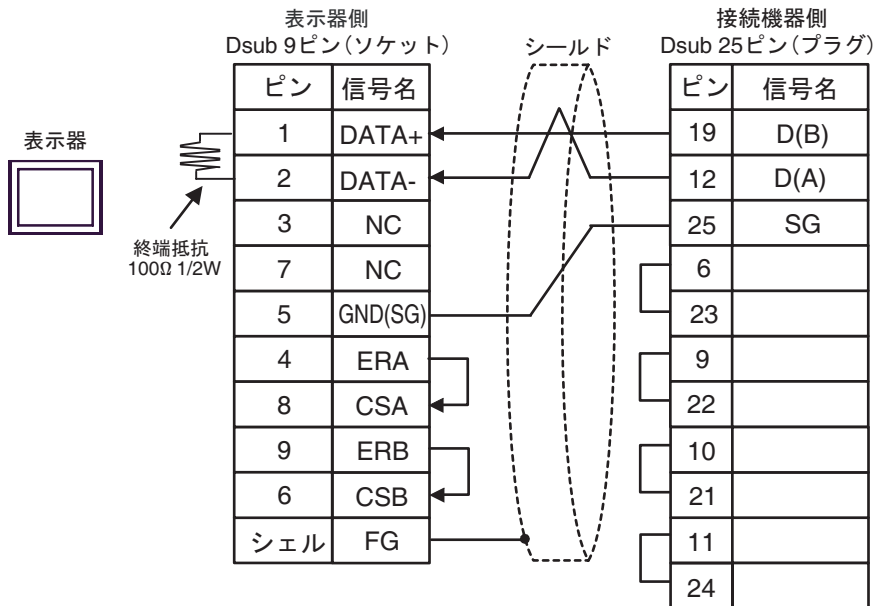 表示器側
Dsub 9ピン(ソケット)
シールド
接続機器側
Dsub 25ピン(プラグ)
表示器
終端抵抗
100Ω 1/2W
ピン 信号名
1 DATA+
2 DATA-
3 NC
7 NC
5 GND(SG)
4 ERA
8 CSA
9 ERB
6 CSB
シェル FG
ピン 信号名
19 D(B)
12 D(A)
25 SG
6
23
9
22
10
21
11
24